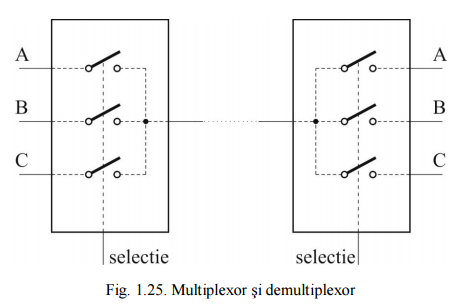 A A
B B
C C
selectie selectie
Fig. 1.25. Multiplexor şi demultiplexor